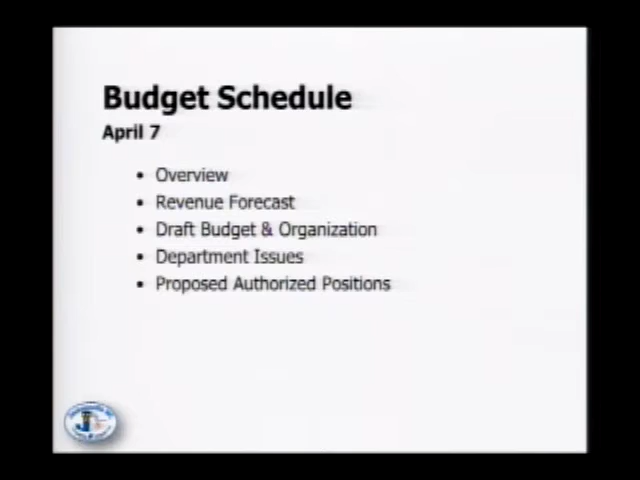 Budget Schedule
April 7
• Overview
• Revenue Forecast
• Draft Budget & Organization
• Department Issues
• Proposed Authorized Positions